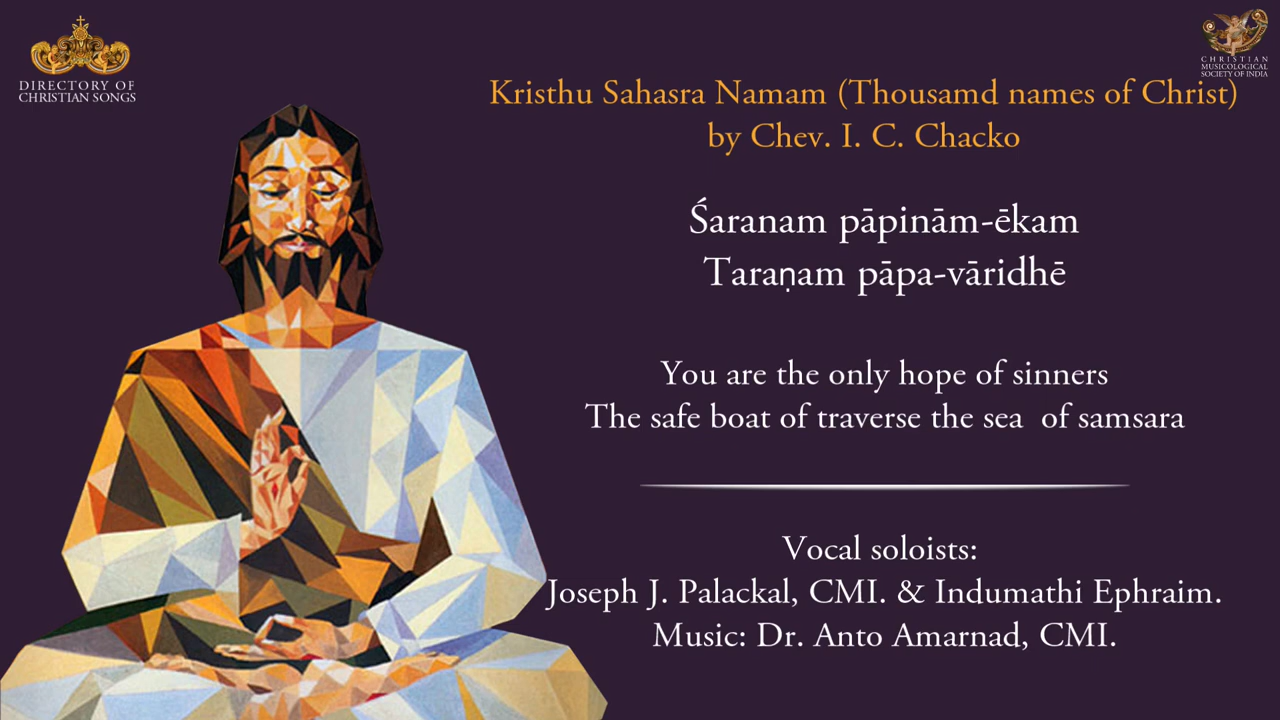 DIRECTORY OF
CHRISTIAN SONGS
CHRISTIAN
MUSICOLOGICAL
SOCIETY OF INDIA
Kristhu Sahasra Namam (Thousamd names of Christ)
by Chev. I. C. Chacko
Śaranam pāpinām-ēkam
Taraṇam pāpa-vāridhē
You are the only hope of sinners
The safe boat of traverse the sea of samsara
Vocal soloists:
Joseph J. Palackal, CMI. & Indumathi Ephraim.
Music: Dr. Anto Amarnad, CMI.